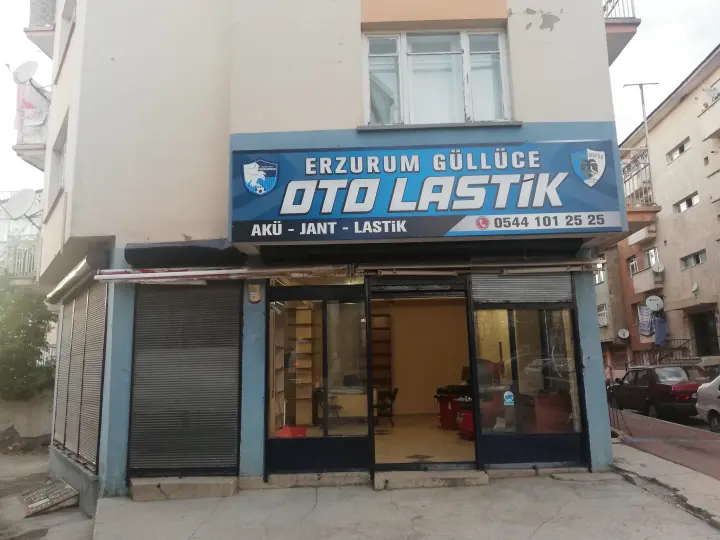 ERZURUM GÜLLÜCE
OTO LASTİK
AKÜ - JANT - LASTİK
0544 101 25 25